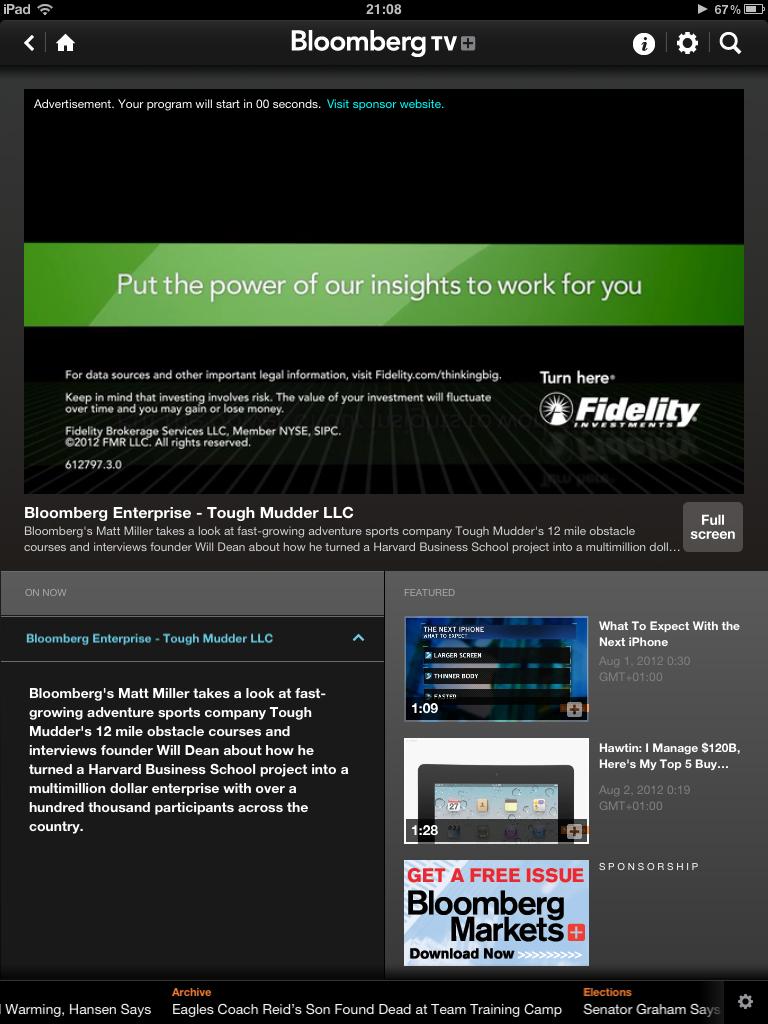 iPad 21:08 67%
Bloomberg TV+
Advertisement. Your program will start in 00 seconds. Visit sponsor website.
Put the power of our insights to work for you
For data sources and other important legal information, visit Fidelity.com/thinkingbig.
Keep in mind that investing involves risk. The value of your investment will fluctuate
over time and you may gain or lose money.
Fidelity Brokerage Services LLC, Member NYSE, SIPC.
©2012 FMR LLC. All rights reserved.
612797.3.0
Turn here®
Fidelity
INVESTMENTS
Bloomberg Enterprise - Tough Mudder LLC
Bloomberg's Matt Miller takes a look at fast-growing adventure sports company Tough Mudder's 12 mile obstacle
courses and interviews founder Will Dean about how he turned a Harvard Business School project into a multimillion doll…
Full
screen
ON NOW
Bloomberg Enterprise - Tough Mudder LLC
Bloomberg's Matt Miller takes a look at fast-
growing adventure sports company Tough
Mudder's 12 mile obstacle courses and
interviews founder Will Dean about how he
turned a Harvard Business School project into a
multimillion dollar enterprise with over a
hundred thousand participants across the
country.
FEATURED
THE NEXT IPHONE
WHAT TO EXPECT
LARGER SCREEN
THINNER BODY
FASTER
1:09
What To Expect With the
Next iPhone
Aug 1, 2012 0:30
GMT+01:00
27
1:28
Hawtin: I Manage $120B,
Here's My Top 5 Buy…
Aug 2, 2012 0:19
GMT+01:00
GET A FREE ISSUE
Bloomberg
Markets+
Download Now >>>>>>>>>
SPONSORSHIP
Warming, Hansen Says
Archive
Eagles Coach Reid's Son Found Dead at Team Training Camp
Elections
Senator Graham Says